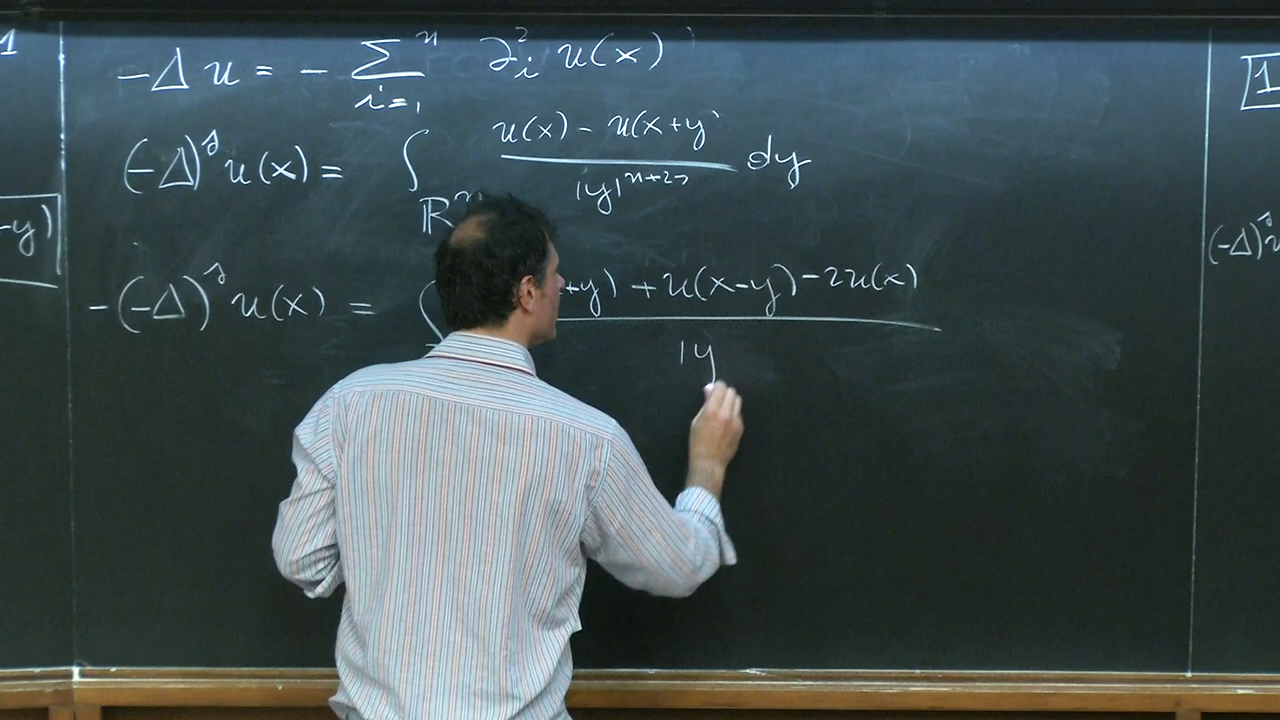 1
-Δu = - Σ_{i=1}^{n} ∂_i^2 u(x)
(-Δ)^s u(x) = ∫_{ℝ^n} (u(x) - u(x+y) / |y|^{n+2s} dy
-y)
-(-Δ)^s u(x) = ∫ +y) + u(x-y) - 2u(x) / |y
1
(-Δ)^s u